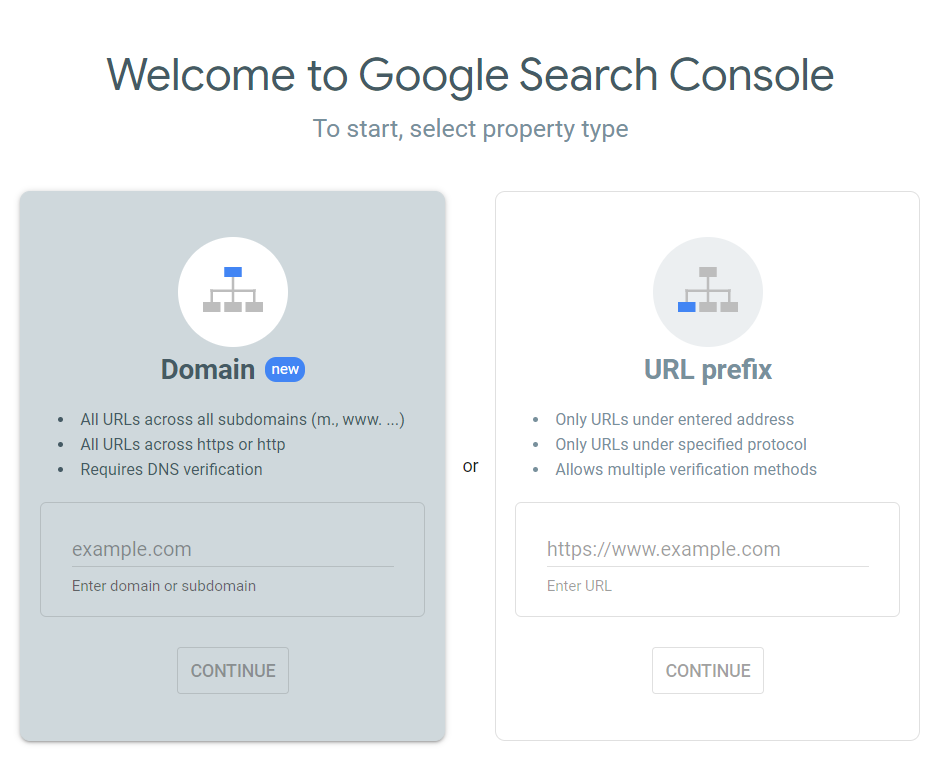 Welcome to Google Search Console
To start, select property type
Domain new
• All URLs across all subdomains (m., www. ...)
• All URLs across https or http
• Requires DNS verification
example.com
Enter domain or subdomain
CONTINUE
or
URL prefix
• Only URLs under entered address
• Only URLs under specified protocol
• Allows multiple verification methods
https://www.example.com
Enter URL
CONTINUE